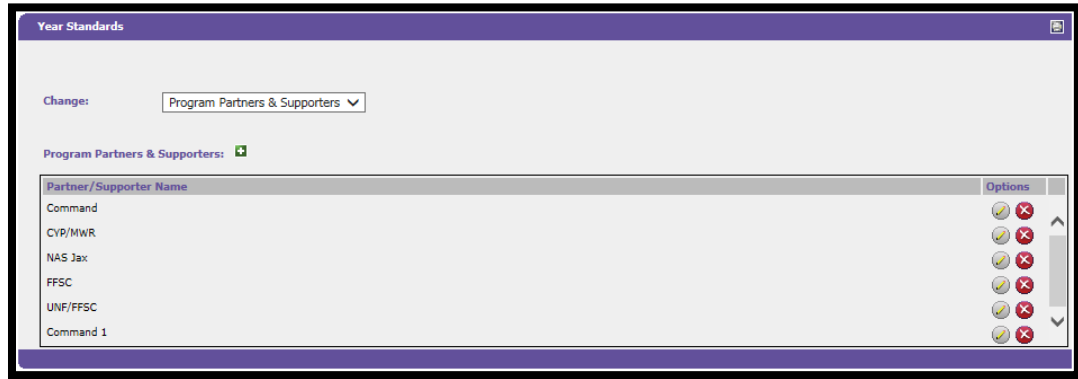 Year Standards
Change: Program Partners & Supporters
Program Partners & Supporters:
Partner/Supporter Name Options
Command
CYP/MWR
NAS Jax
FFSC
UNF/FFSC
Command 1